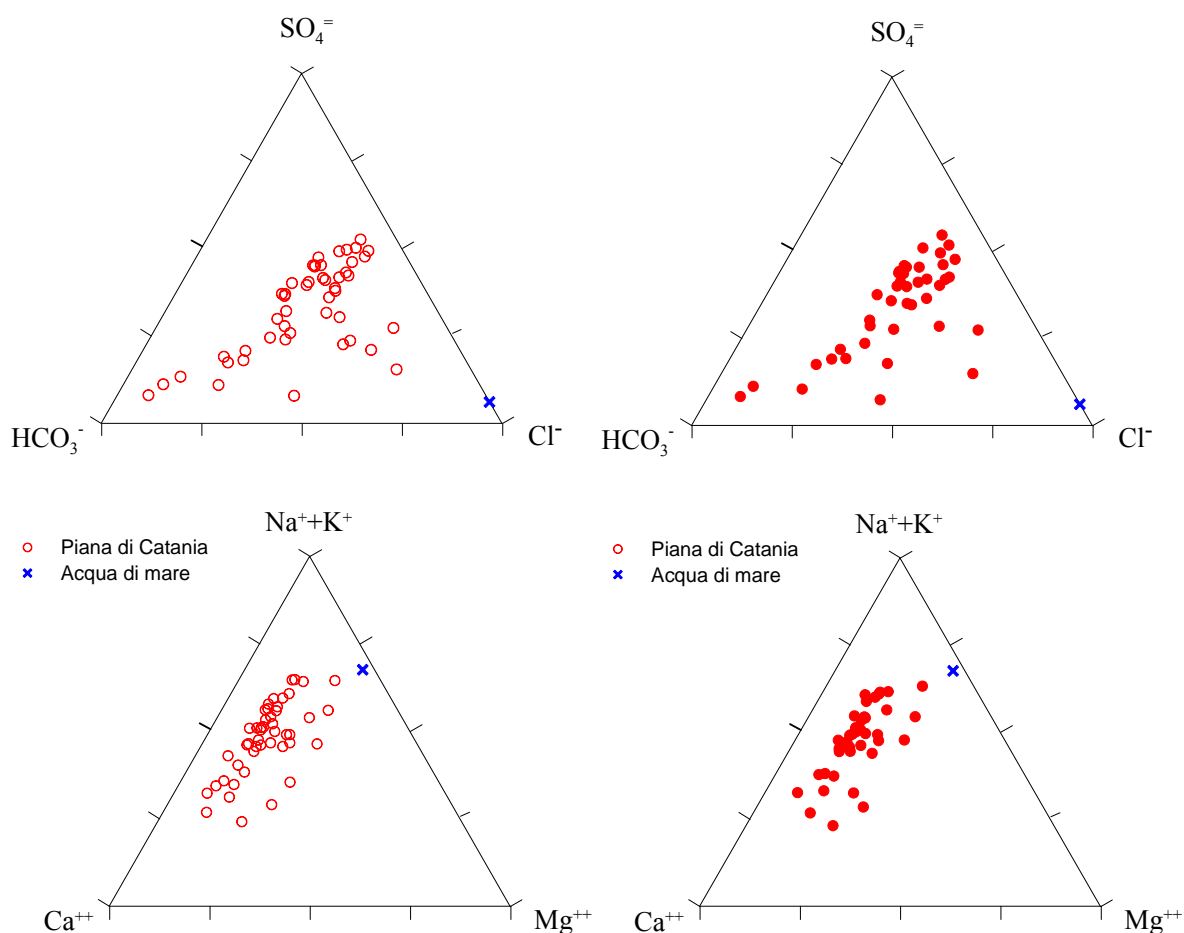 SO₄⁼
SO₄⁼
HCO₃⁻
Cl⁻
HCO₃⁻
Cl⁻
Na⁺+K⁺
Piana di Catania
Acqua di mare
Na⁺+K⁺
Piana di Catania
Acqua di mare
Ca⁺⁺
Mg⁺⁺
Ca⁺⁺
Mg⁺⁺